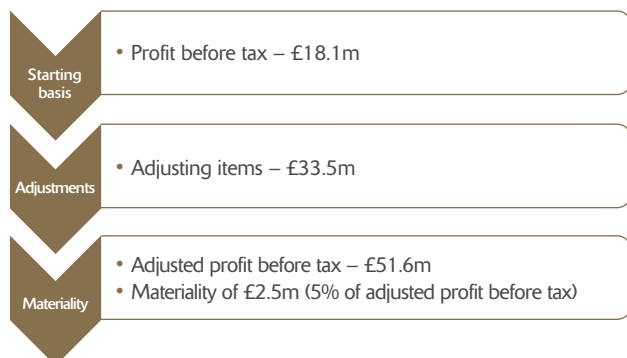 Starting
basis
• Profit before tax – £18.1m
Adjustments
• Adjusting items – £33.5m
Materiality
• Adjusted profit before tax – £51.6m
• Materiality of £2.5m (5% of adjusted profit before tax)